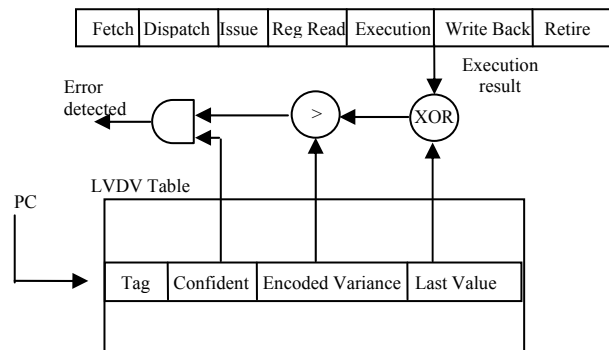 Fetch Dispatch Issue Reg Read Execution Write Back Retire
Execution
result
Error
detected
> XOR
PC
LVDV Table
Tag Confident Encoded Variance Last Value